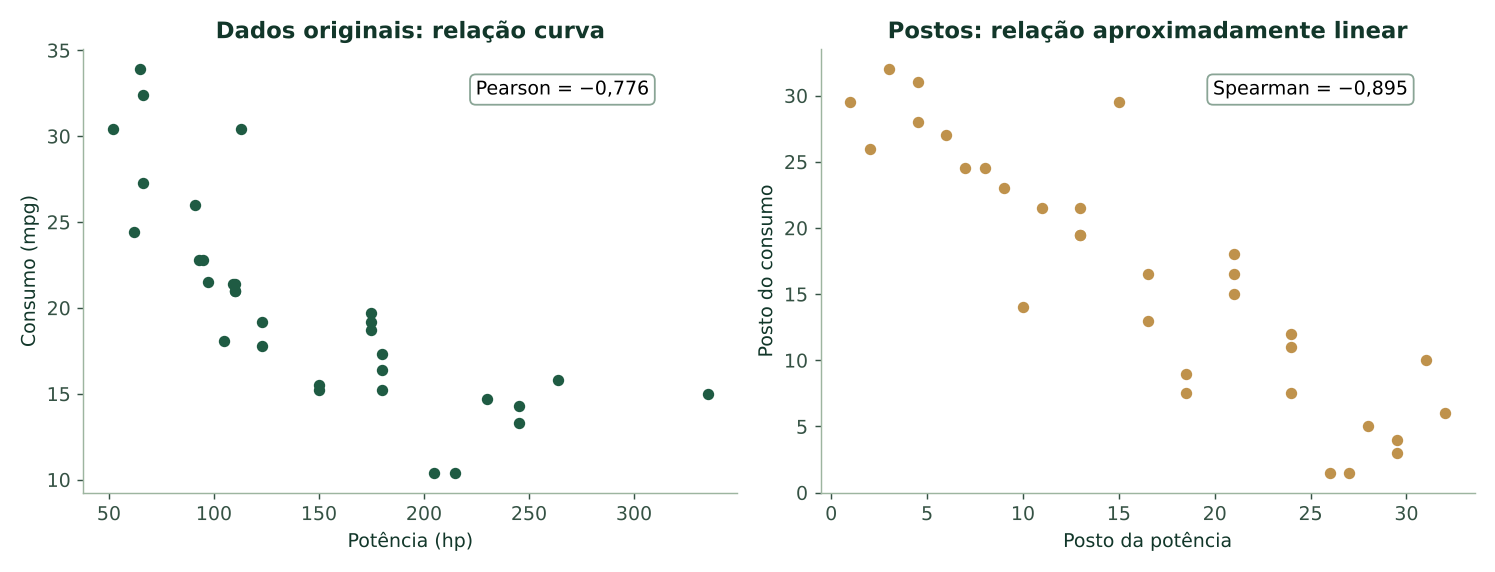 Dados originais: relação curva
Pearson = −0,776
35
30
25
20
15
10
Consumo (mpg)
50 100 150 200 250 300
Potência (hp)
Postos: relação aproximadamente linear
Spearman = −0,895
30
25
20
15
10
5
0
Posto do consumo
0 5 10 15 20 25 30
Posto da potência